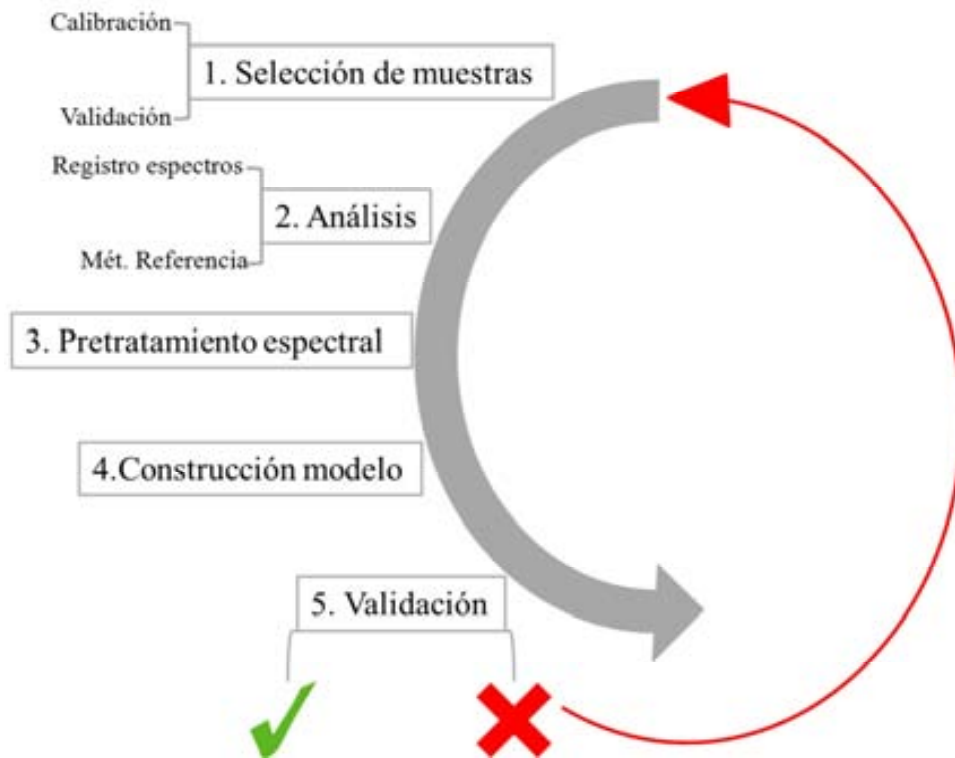 Calibración
1. Selección de muestras
Validación
Registro espectros
2. Análisis
Mét. Referencia
3. Pretratamiento espectral
4.Construcción modelo
5. Validación